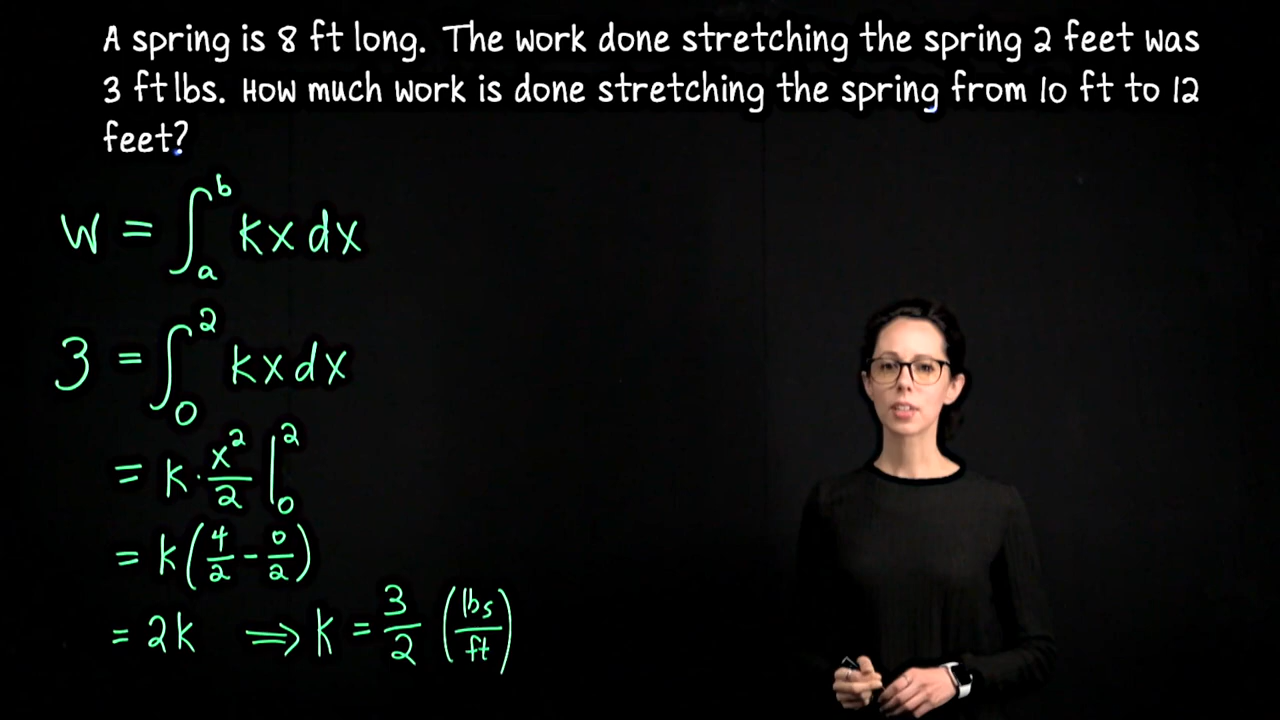 A spring is 8 ft long. The work done stretching the spring 2 feet was
3 ft lbs. How much work is done stretching the spring from 10 ft to 12
feet?
W = ∫_a^b kx dx
3 = ∫_0^2 kx dx
= k · x²/2 |_0^2
= k(4/2 - 0/2)
= 2k ⟹ k = 3/2 (lbs/ft)